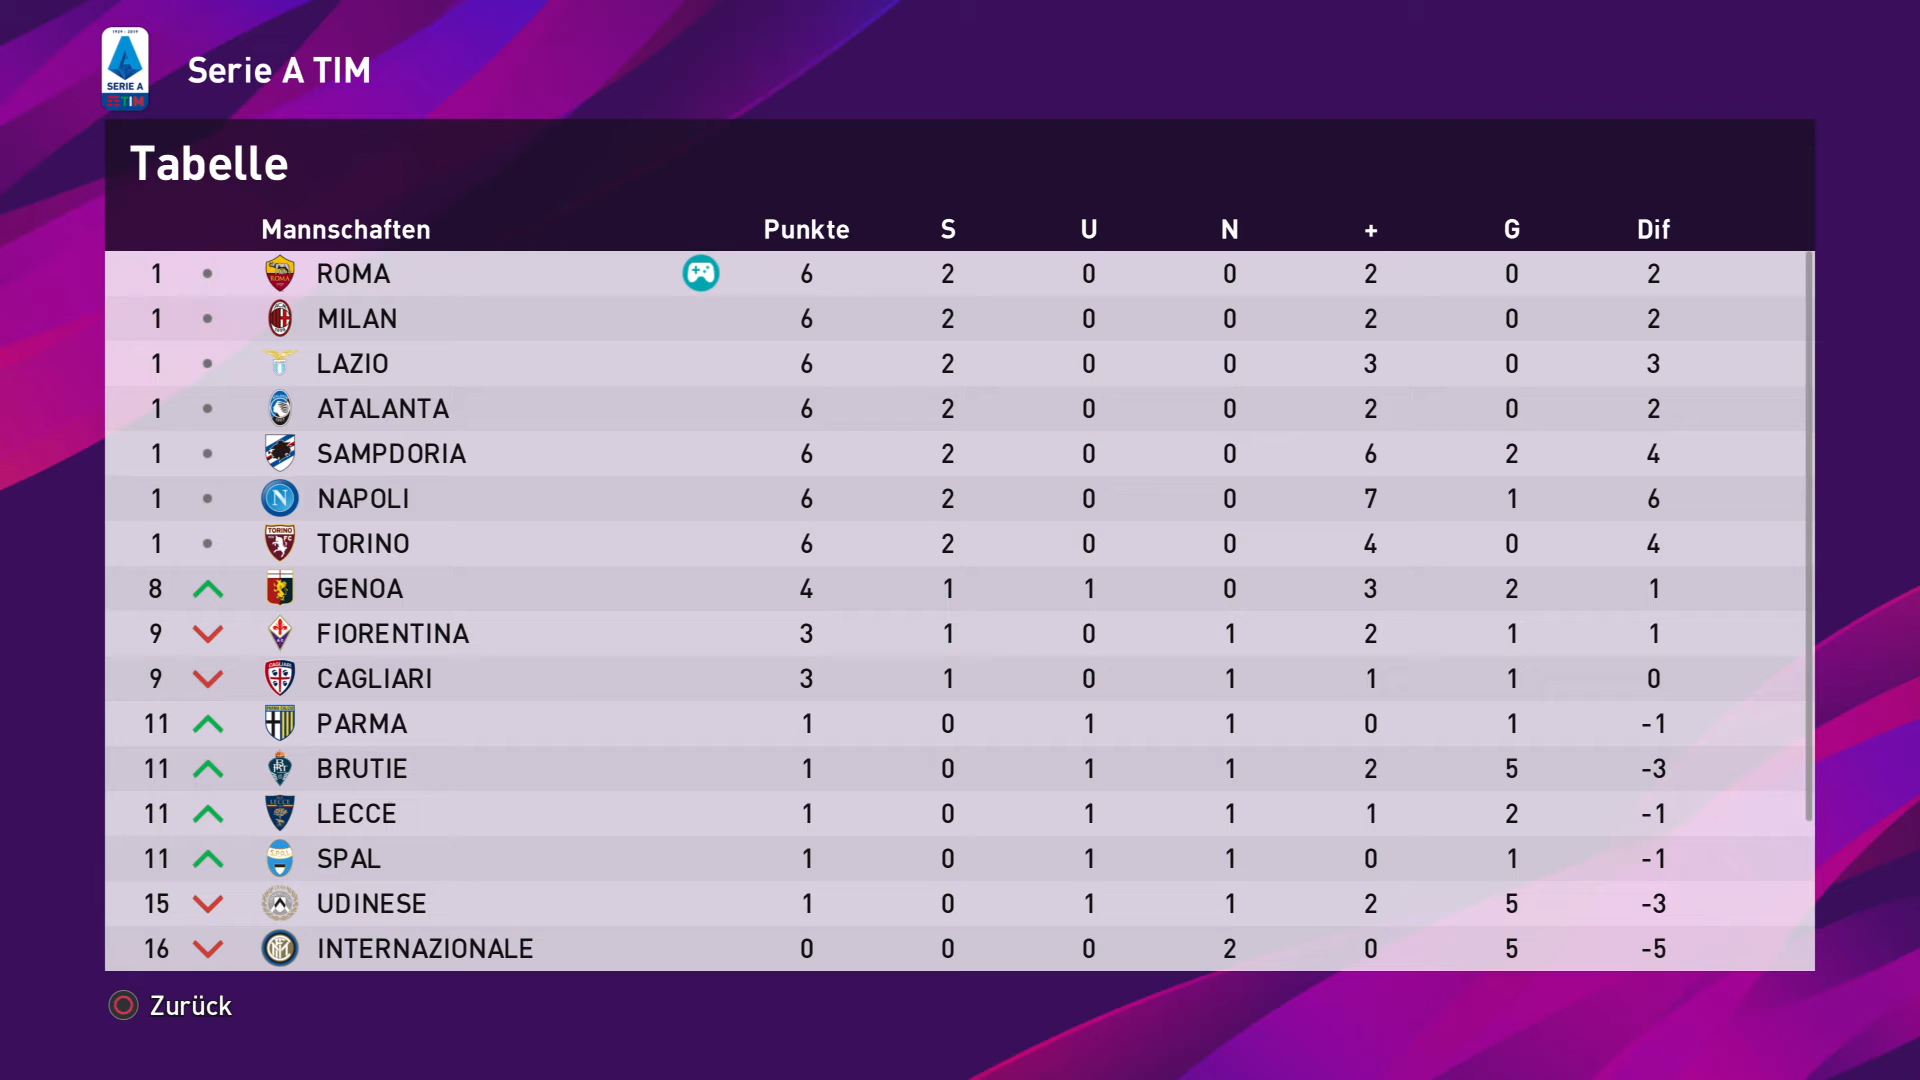 1929 - 2019
SERIE A
TIM
Serie A TIM
Tabelle
Mannschaften Punkte S U N + G Dif
1 ROMA 6 2 0 0 2 0 2
1 MILAN 6 2 0 0 2 0 2
1 LAZIO 6 2 0 0 3 0 3
1 ATALANTA 6 2 0 0 2 0 2
1 SAMPDORIA 6 2 0 0 6 2 4
1 NAPOLI 6 2 0 0 7 1 6
1 TORINO 6 2 0 0 4 0 4
8 GENOA 4 1 1 0 3 2 1
9 FIORENTINA 3 1 0 1 2 1 1
9 CAGLIARI 3 1 0 1 1 1 0
11 PARMA 1 0 1 1 0 1 -1
11 BRUTIE 1 0 1 1 2 5 -3
11 LECCE 1 0 1 1 1 2 -1
11 SPAL 1 0 1 1 0 1 -1
15 UDINESE 1 0 1 1 2 5 -3
16 INTERNAZIONALE 0 0 0 2 0 5 -5
Zurück